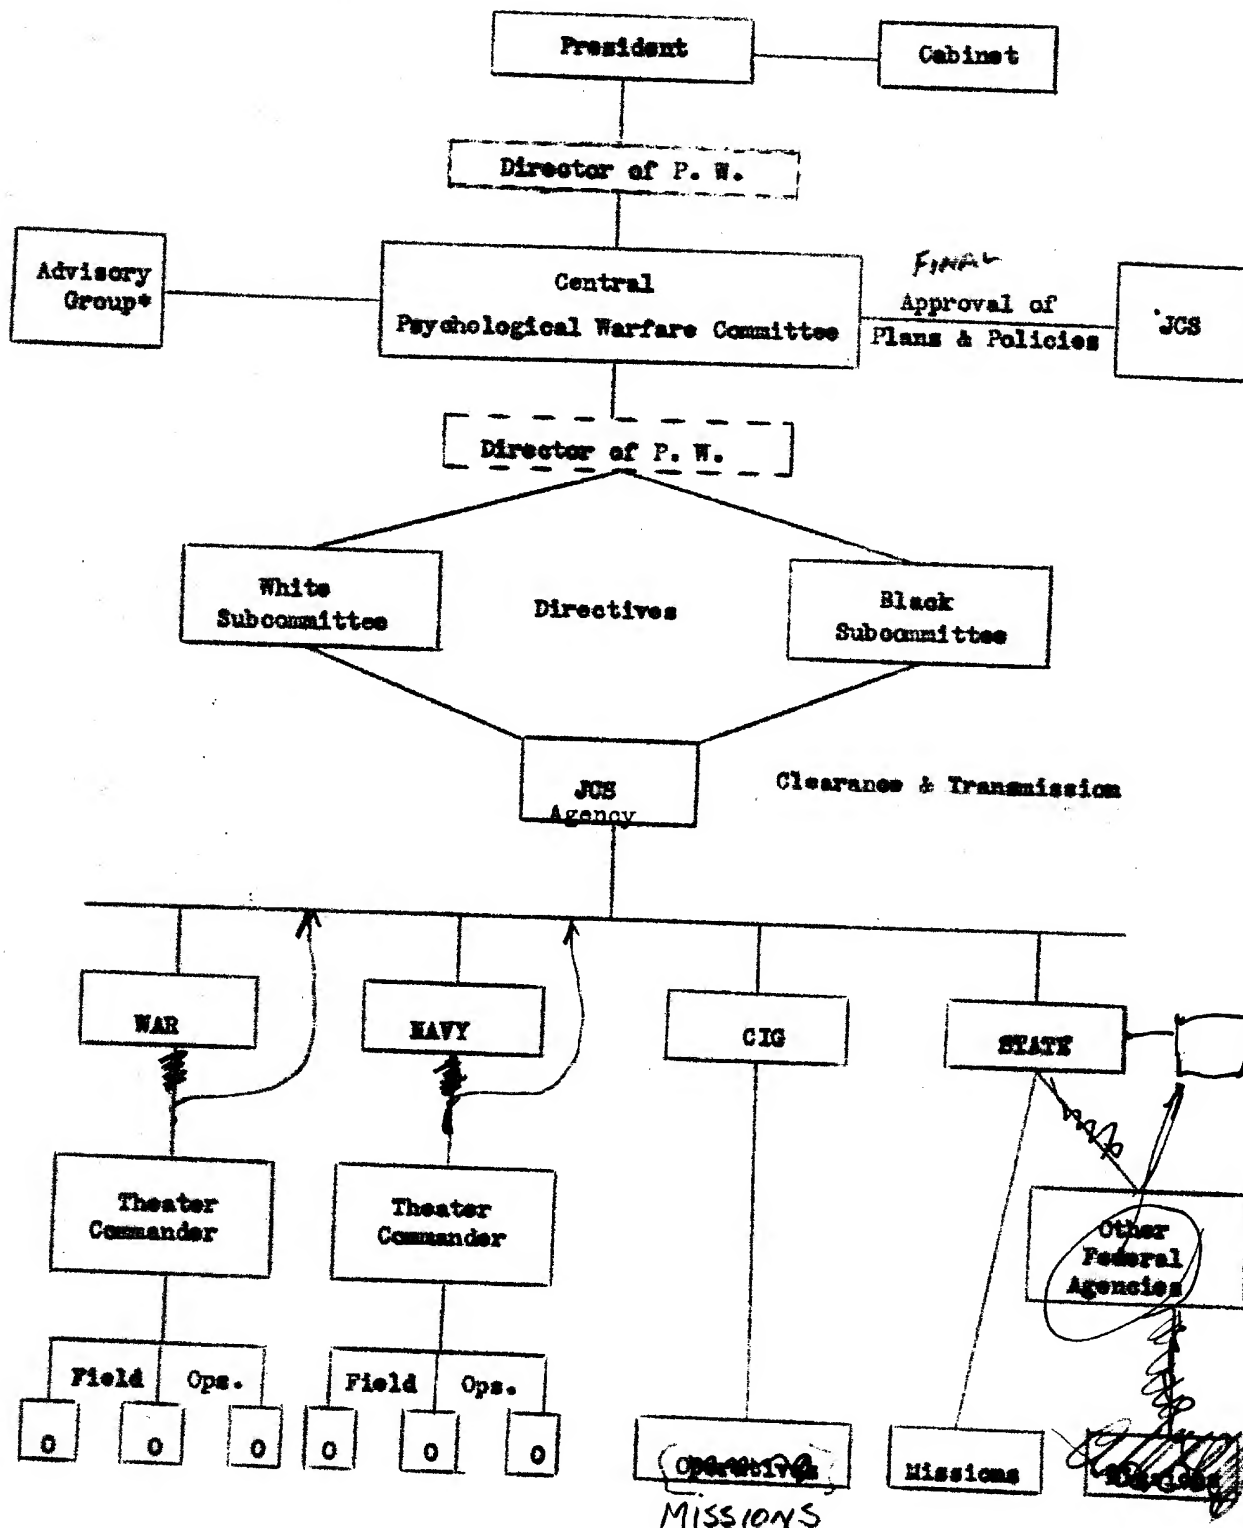 President
Cabinet
Director of P. W.
Advisory
Group*
Central
Psychological Warfare Committee
FINAL
Approval of
Plans & Policies
JCS
Director of P. W.
White
Subcommittee
Directives
Black
Subcommittee
JCS
Agency
Clearance & Transmission
WAR
NAVY
CIG
STATE
Theater
Commander
Theater
Commander
Other
Federal
Agencies
Field Ops.
Field Ops.
O
O
O
O
O
O
Operatives
Missions
Missions
MISSIONS